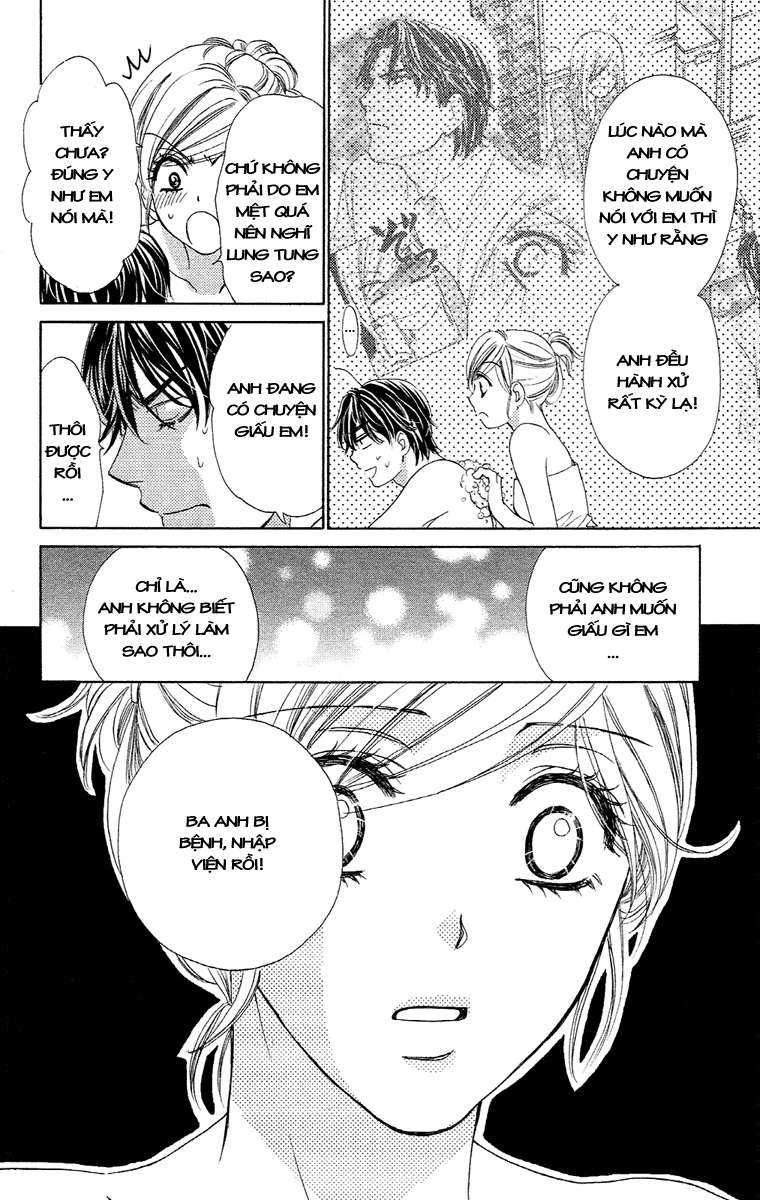 LÚC NÀO MÀ
ANH CÓ
CHUYỆN
KHÔNG MUỐN
NÓI VỚI EM THÌ
Y NHƯ RẰNG
ANH ĐỀU
HÀNH XỬ
RẤT KỲ LẠ!
...
CHỨ KHÔNG
PHẢI DO EM
MỆT QUÁ
NÊN NGHĨ
LUNG TUNG
SAO?
THẤY
CHƯA?
ĐÚNG Y
NHƯ EM
NÓI MÀ!
ANH ĐANG
CÓ CHUYỆN
GIẤU EM!
THÔI
ĐƯỢC
RỒI
...
CŨNG KHÔNG
PHẢI ANH MUỐN
GIẤU GÌ EM
...
CHỈ LÀ...
ANH KHÔNG BIẾT
PHẢI XỬ LÝ LÀM
SAO THÔI...
BA ANH BỊ
BỆNH, NHẬP
VIỆN RỒI!